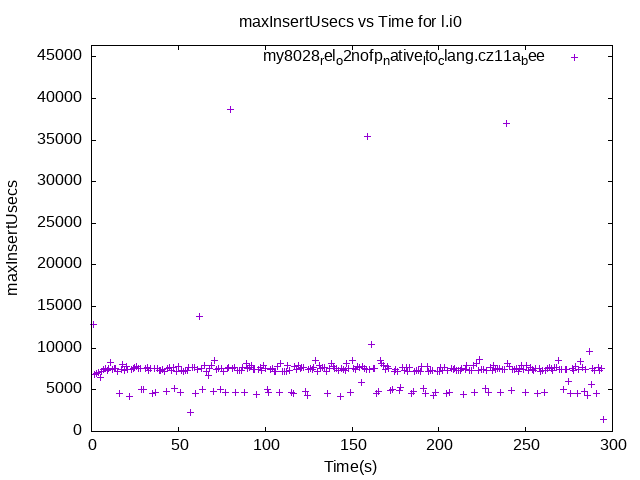 maxInsertUsecs vs Time for l.i0
my8028relo2nofpnativeltoclang.cz11abee
maxInsertUsecs
45000
40000
35000
30000
25000
20000
15000
10000
5000
0
0 50 100 150 200 250 300
Time(s)